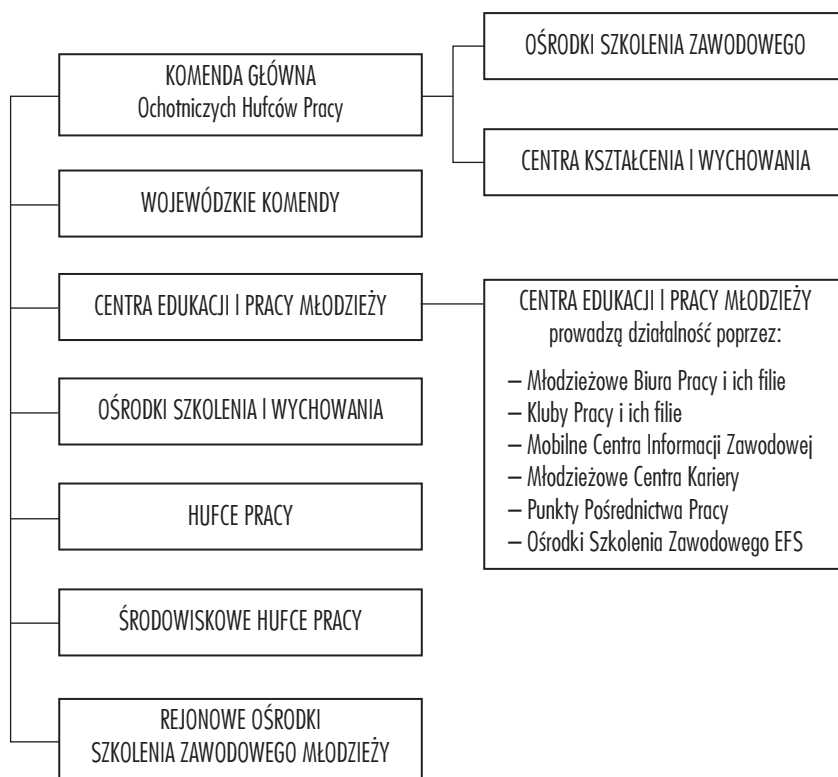 KOMENDA GŁÓWNA
Ochotniczych Hufców Pracy
OŚRODKI SZKOLENIA ZAWODOWEGO
CENTRA KSZTAŁCENIA I WYCHOWANIA
WOJEWÓDZKIE KOMENDY
CENTRA EDUKACJI I PRACY MŁODZIEŻY
CENTRA EDUKACJI I PRACY MŁODZIEŻY
prowadzą działalność poprzez:
– Młodzieżowe Biura Pracy i ich filie
– Kluby Pracy i ich filie
– Mobilne Centra Informacji Zawodowej
– Młodzieżowe Centra Kariery
– Punkty Pośrednictwa Pracy
– Ośrodki Szkolenia Zawodowego EFS
OŚRODKI SZKOLENIA I WYCHOWANIA
HUFCE PRACY
ŚRODOWISKOWE HUFCE PRACY
REJONOWE OŚRODKI
SZKOLENIA ZAWODOWEGO MŁODZIEŻY